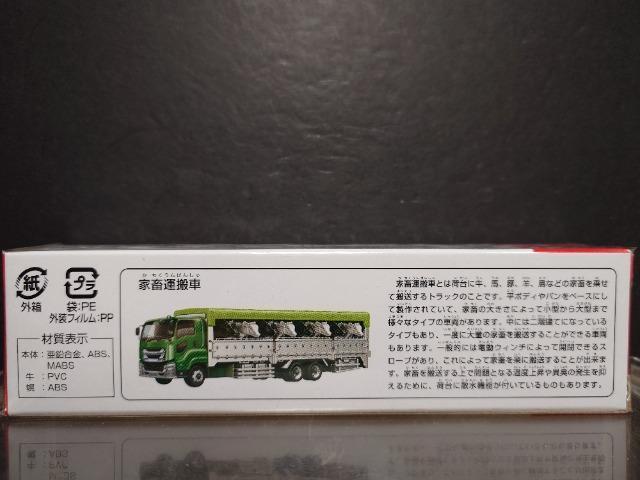 紙
外箱
プラ
袋:PE
外装フィルム:PP
材質表示
本体:亜鉛合金、ABS、
MABS
牛:PVC
幌:ABS
かちくうんぱんしゃ
家畜運搬車
家畜運搬車とは荷台に牛、馬、豚、羊、鶏などの家畜を乗せ
て搬送するトラックのことです。平ボディやバンをベースにし
て製作されていて、家畜の大きさによって小型から大型まで
様々なタイプの車両があります。中には二階建てになっている
タイプもあり、一度に大量の家畜を搬送することができる車両
もあります。一般的には電動ウィンチによって開閉できるス
ロープがあり、これによって家畜を楽に搬送することが出来ま
す。家畜を搬送する上で問題となる温度上昇や異臭の発生を抑
えるために、荷台に散水機能が付いているものもあります。